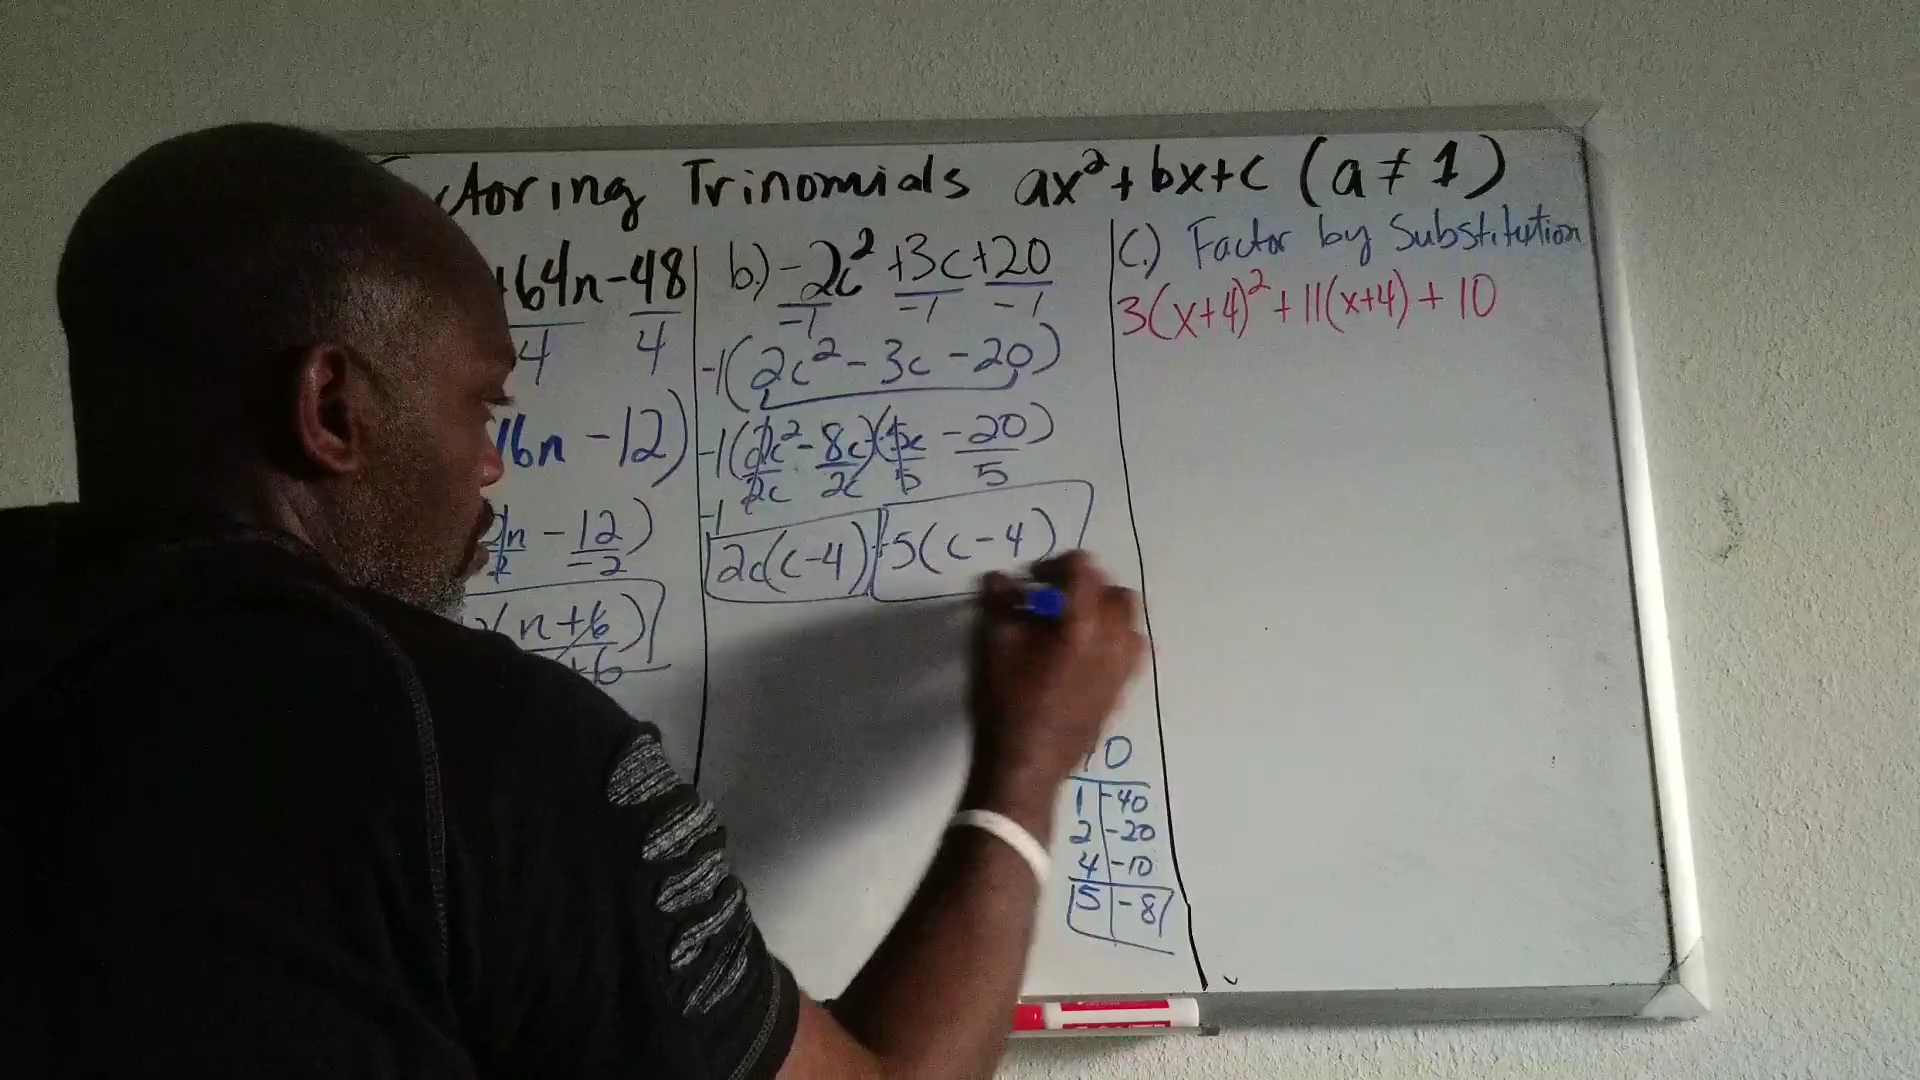 ctoring Trinomials ax²+bx+c (a ≠ 1)
+64n-48
4 4
16n -12)
2n - 12)
-2
(n+6)
+6
b.) -2c² +3c+20
-1 -1 -1
-1(2c² - 3c - 20)
-1(2c² - 8c)(+5c - 20)
2c 2c 5 5
-1
2c(c-4)+5(c-4)
40
1 -40
2 -20
4 -10
5 -8
C.) Factor by Substitution
3(x+4)² + 11(x+4) + 10